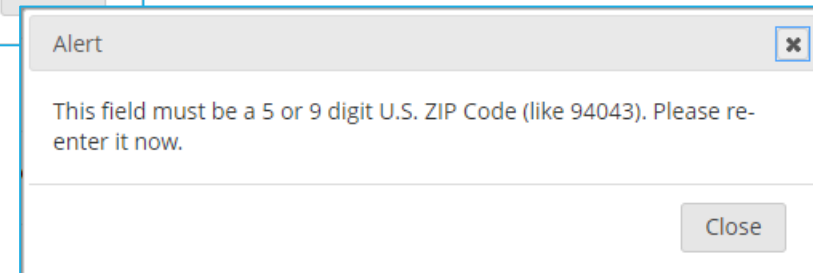 Alert
This field must be a 5 or 9 digit U.S. ZIP Code (like 94043). Please re-
enter it now.
Close